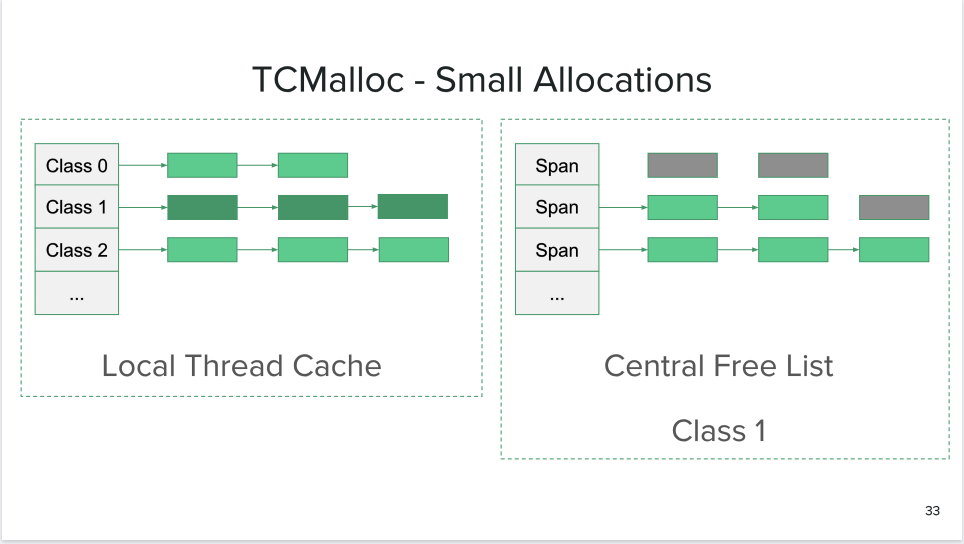 TCMalloc - Small Allocations
Class 0
Class 1
Class 2
...
Local Thread Cache
Span
Span
Span
...
Central Free List
Class 1
33